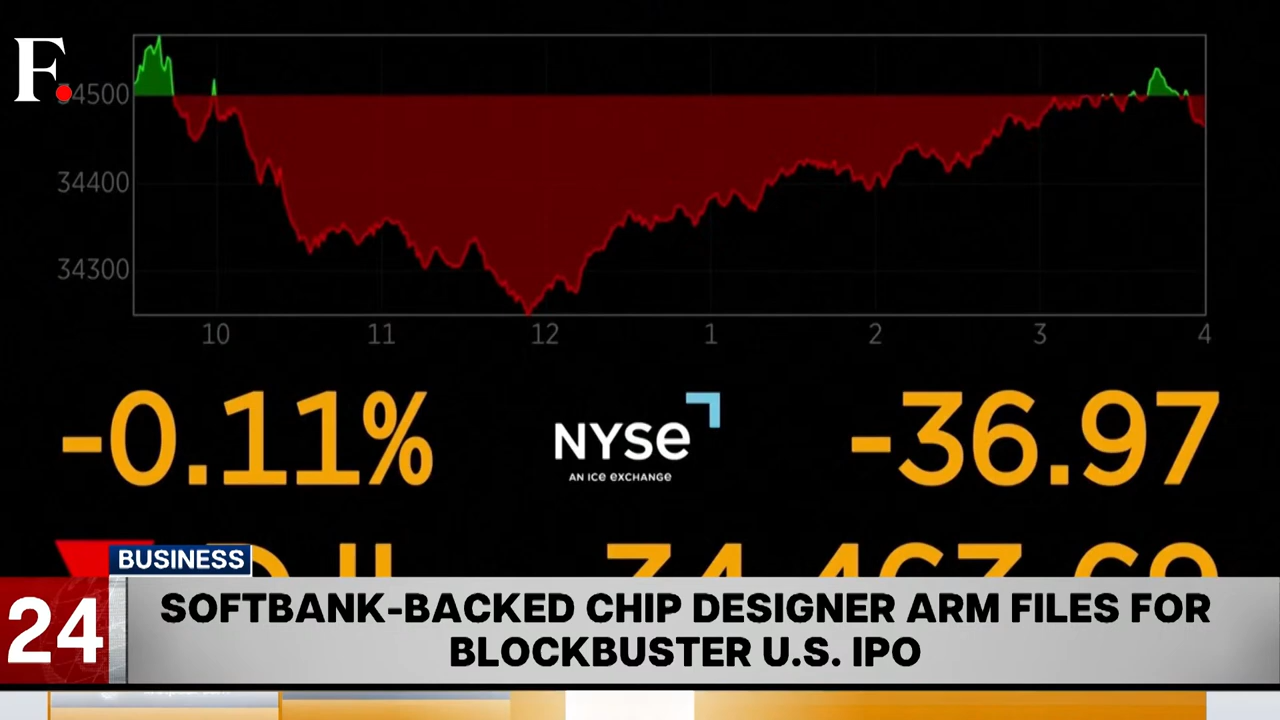 F.
34500
34400
34300
10 11 12 1 2 3 4
-0.11% NYSE -36.97
AN ICE EXCHANGE
BUSINESS
24
SOFTBANK-BACKED CHIP DESIGNER ARM FILES FOR
BLOCKBUSTER U.S. IPO